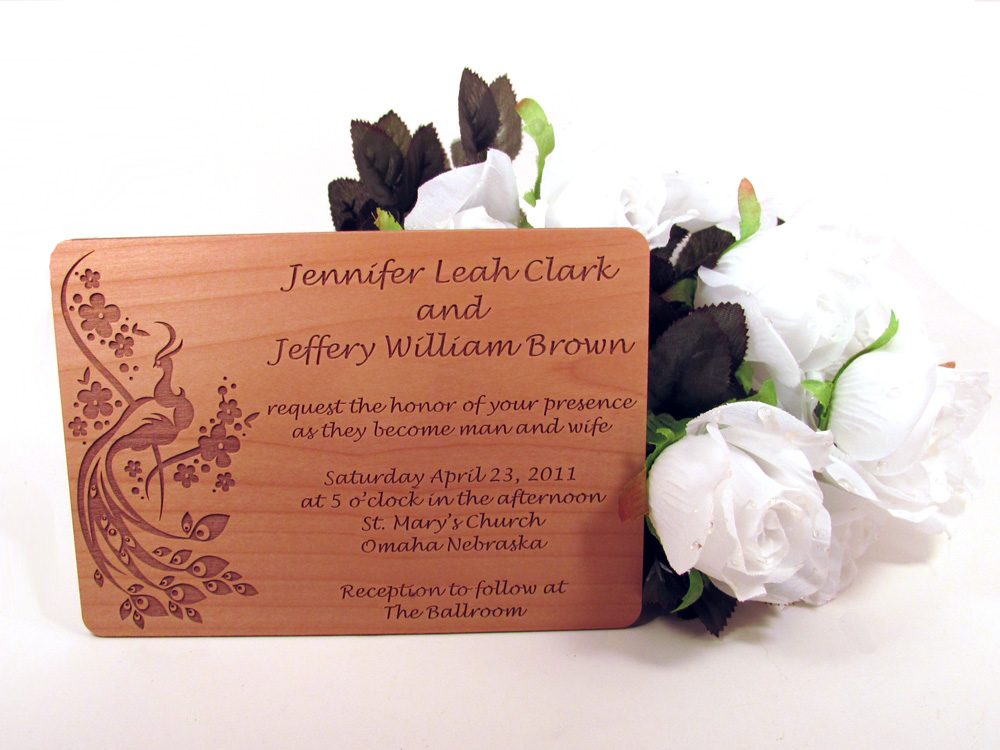 Jennifer Leah Clark
and
Jeffery William Brown
request the honor of your presence
as they become man and wife
Saturday April 23, 2011
at 5 o'clock in the afternoon
St. Mary's Church
Omaha Nebraska
Reception to follow at
The Ballroom